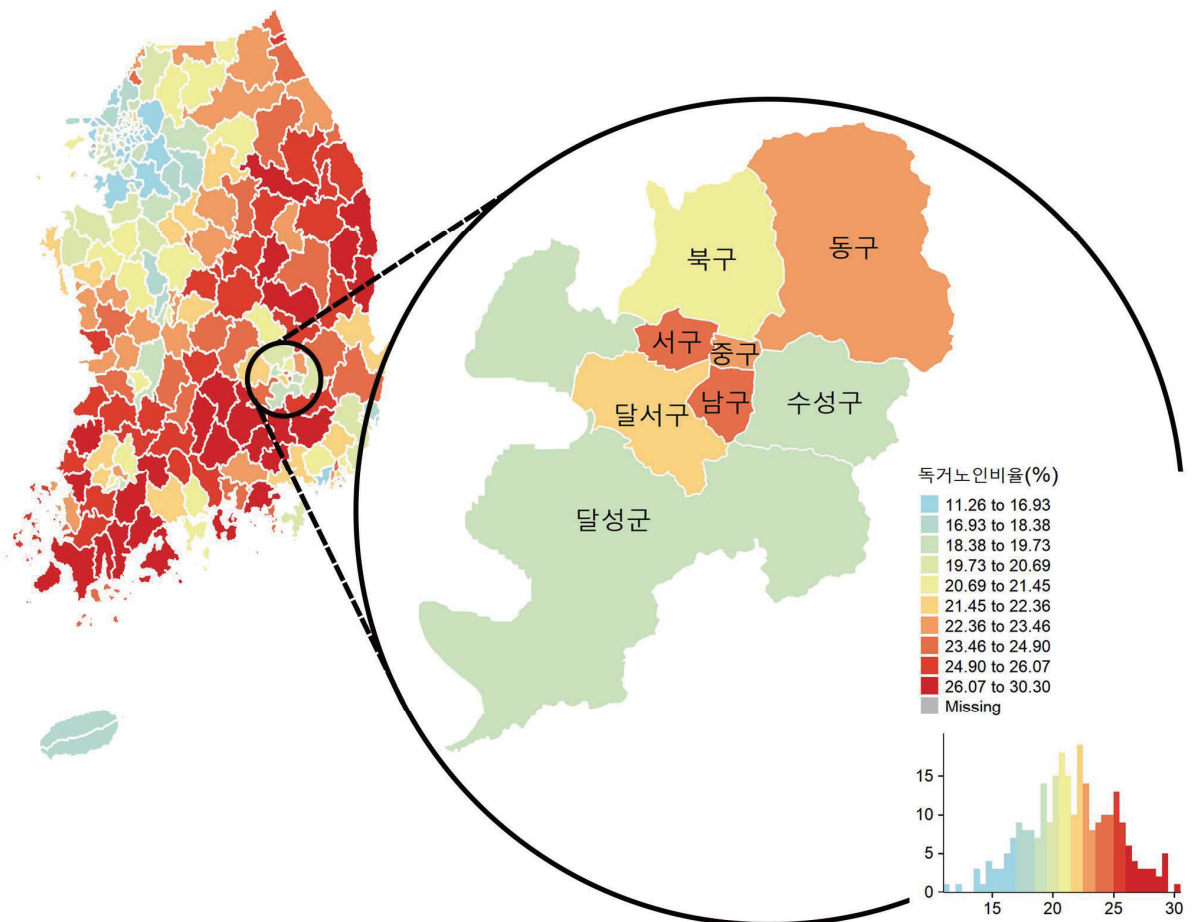 북구
동구
서구
중구
달서구
남구
수성구
달성군
독거노인비율(%)
11.26 to 16.93
16.93 to 18.38
18.38 to 19.73
19.73 to 20.69
20.69 to 21.45
21.45 to 22.36
22.36 to 23.46
23.46 to 24.90
24.90 to 26.07
26.07 to 30.30
Missing
15
10
5
0
15 20 25 30